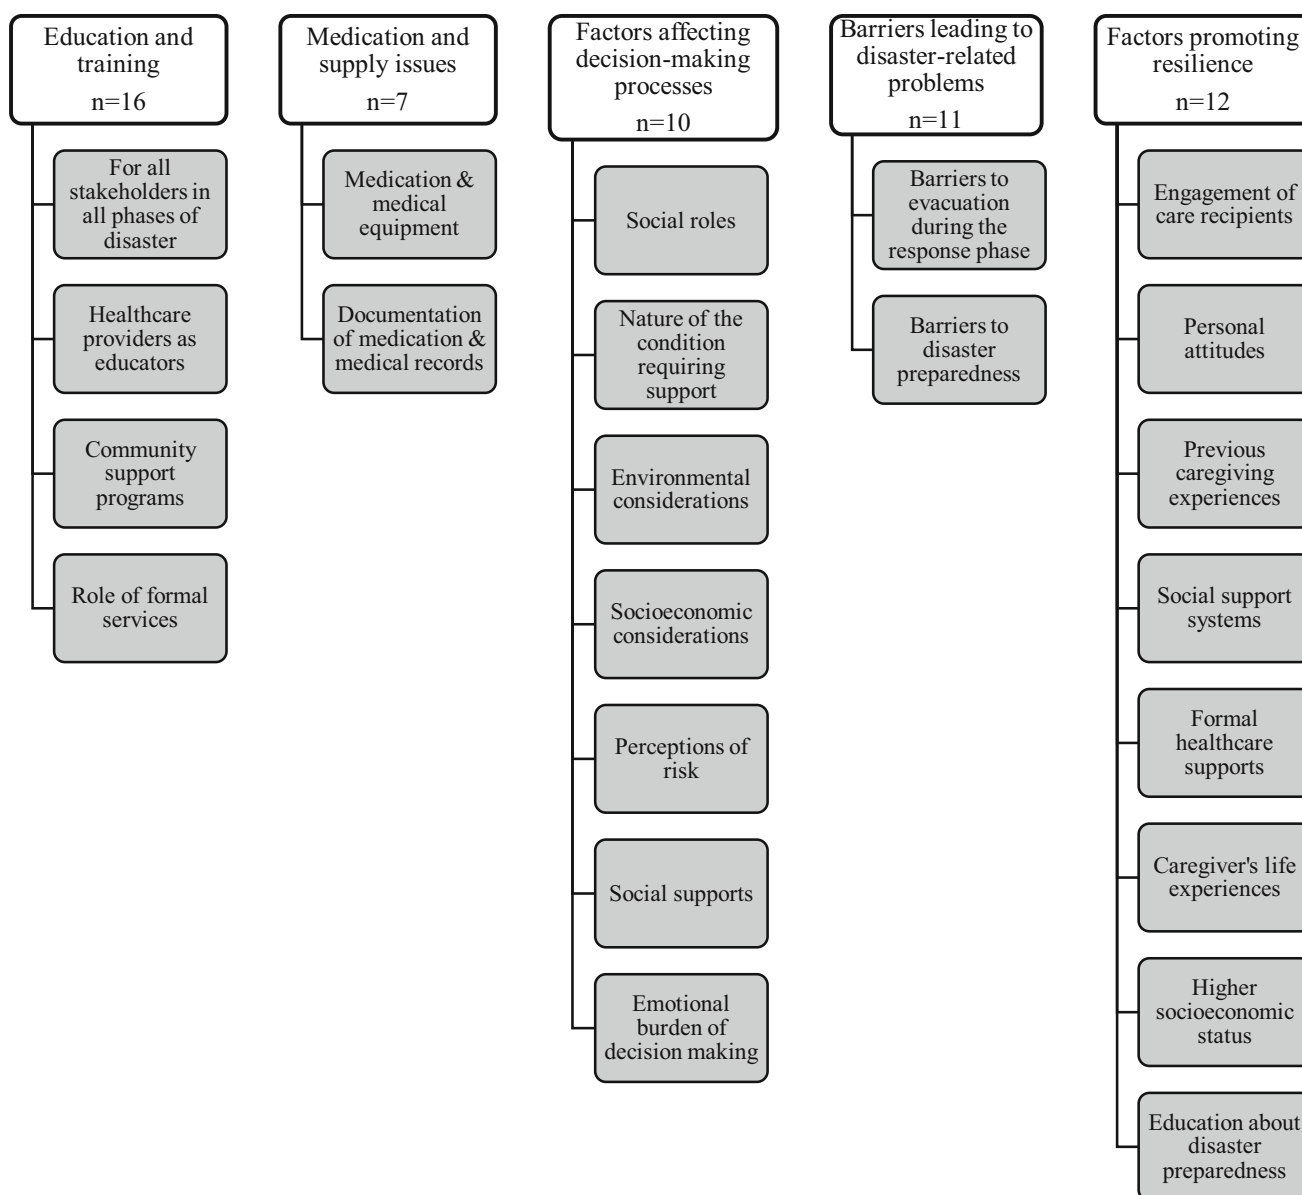 Education and
training
n=16
For all
stakeholders in
all phases of
disaster
Healthcare
providers as
educators
Community
support
programs
Role of formal
services
Medication and
supply issues
n=7
Medication &
medical
equipment
Documentation
of medication &
medical records
Factors affecting
decision-making
processes
n=10
Social roles
Nature of the
condition
requiring
support
Environmental
considerations
Socioeconomic
considerations
Perceptions of
risk
Social supports
Emotional
burden of
decision making
Barriers leading to
disaster-related
problems
n=11
Barriers to
evacuation
during the
response phase
Barriers to
disaster
preparedness
Factors promoting
resilience
n=12
Engagement of
care recipients
Personal
attitudes
Previous
caregiving
experiences
Social support
systems
Formal
healthcare
supports
Caregiver's life
experiences
Higher
socioeconomic
status
Education about
disaster
preparedness